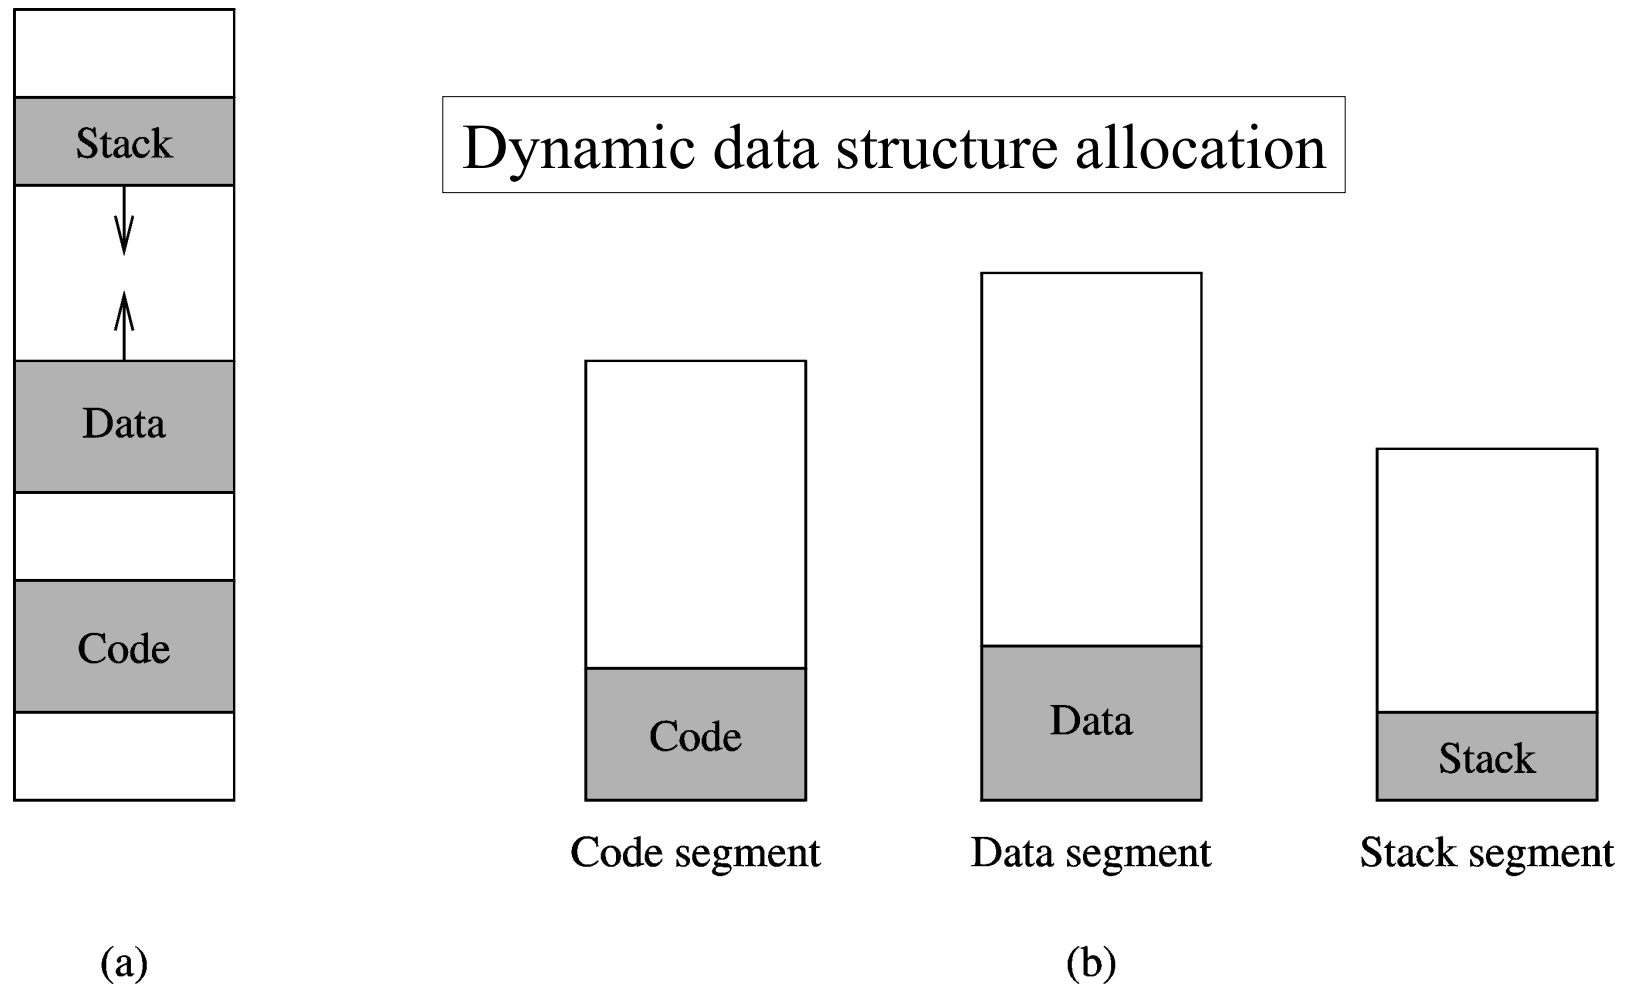 Stack
Dynamic data structure allocation
Data
Code
Code
Data
Stack
Code segment
Data segment
Stack segment
(a)
(b)